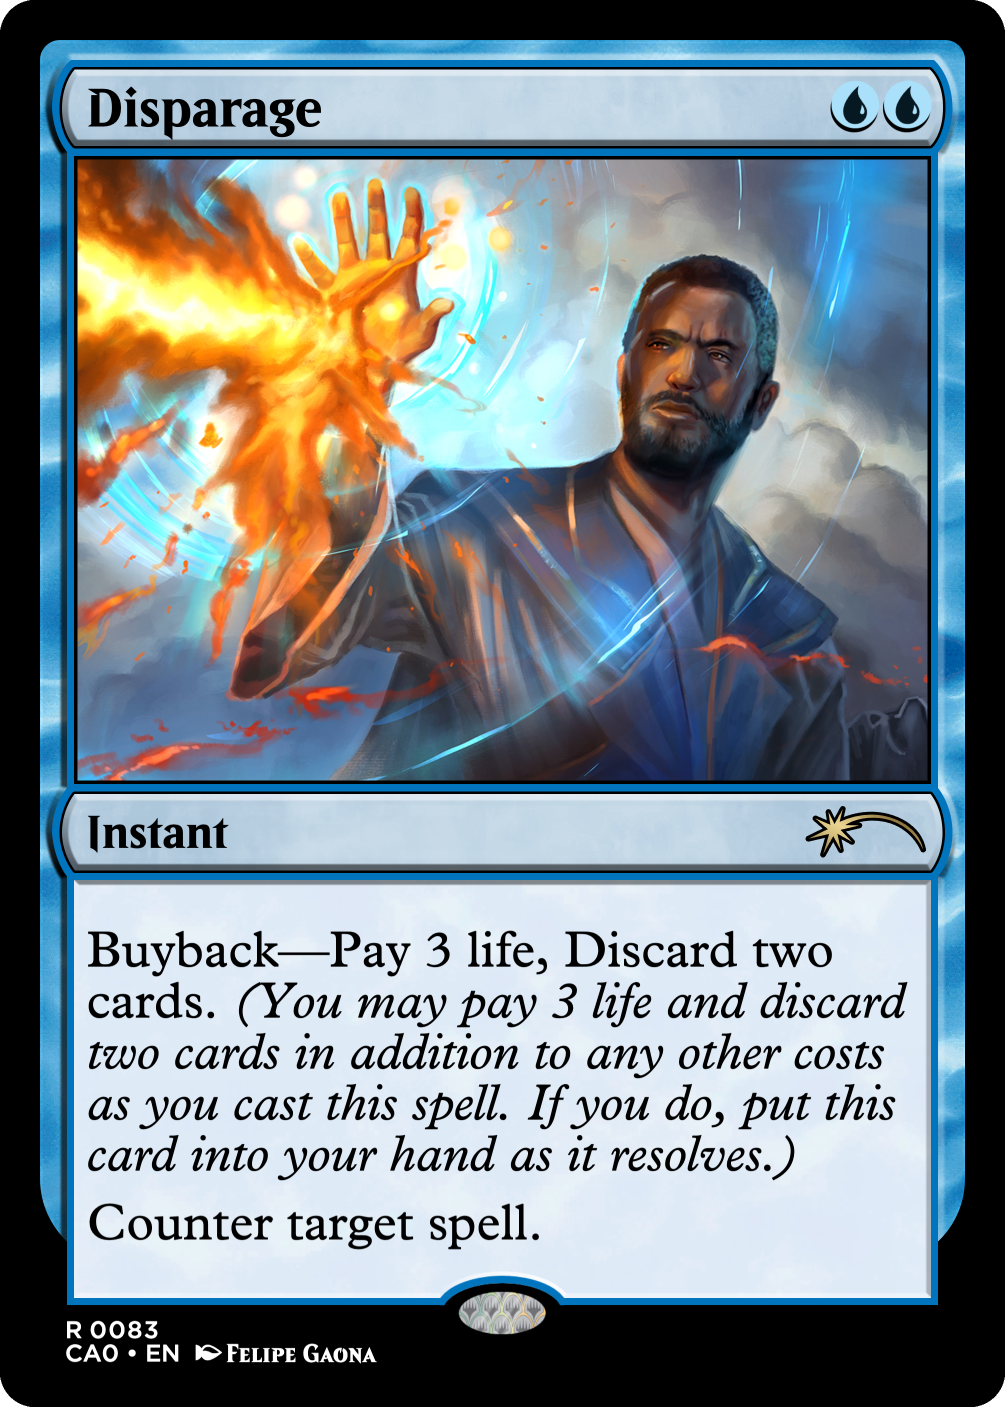 Disparage
Instant
Buyback—Pay 3 life, Discard two
cards. (You may pay 3 life and discard
two cards in addition to any other costs
as you cast this spell. If you do, put this
card into your hand as it resolves.)
Counter target spell.
R 0083
CAO • EN FELIPE GAONA